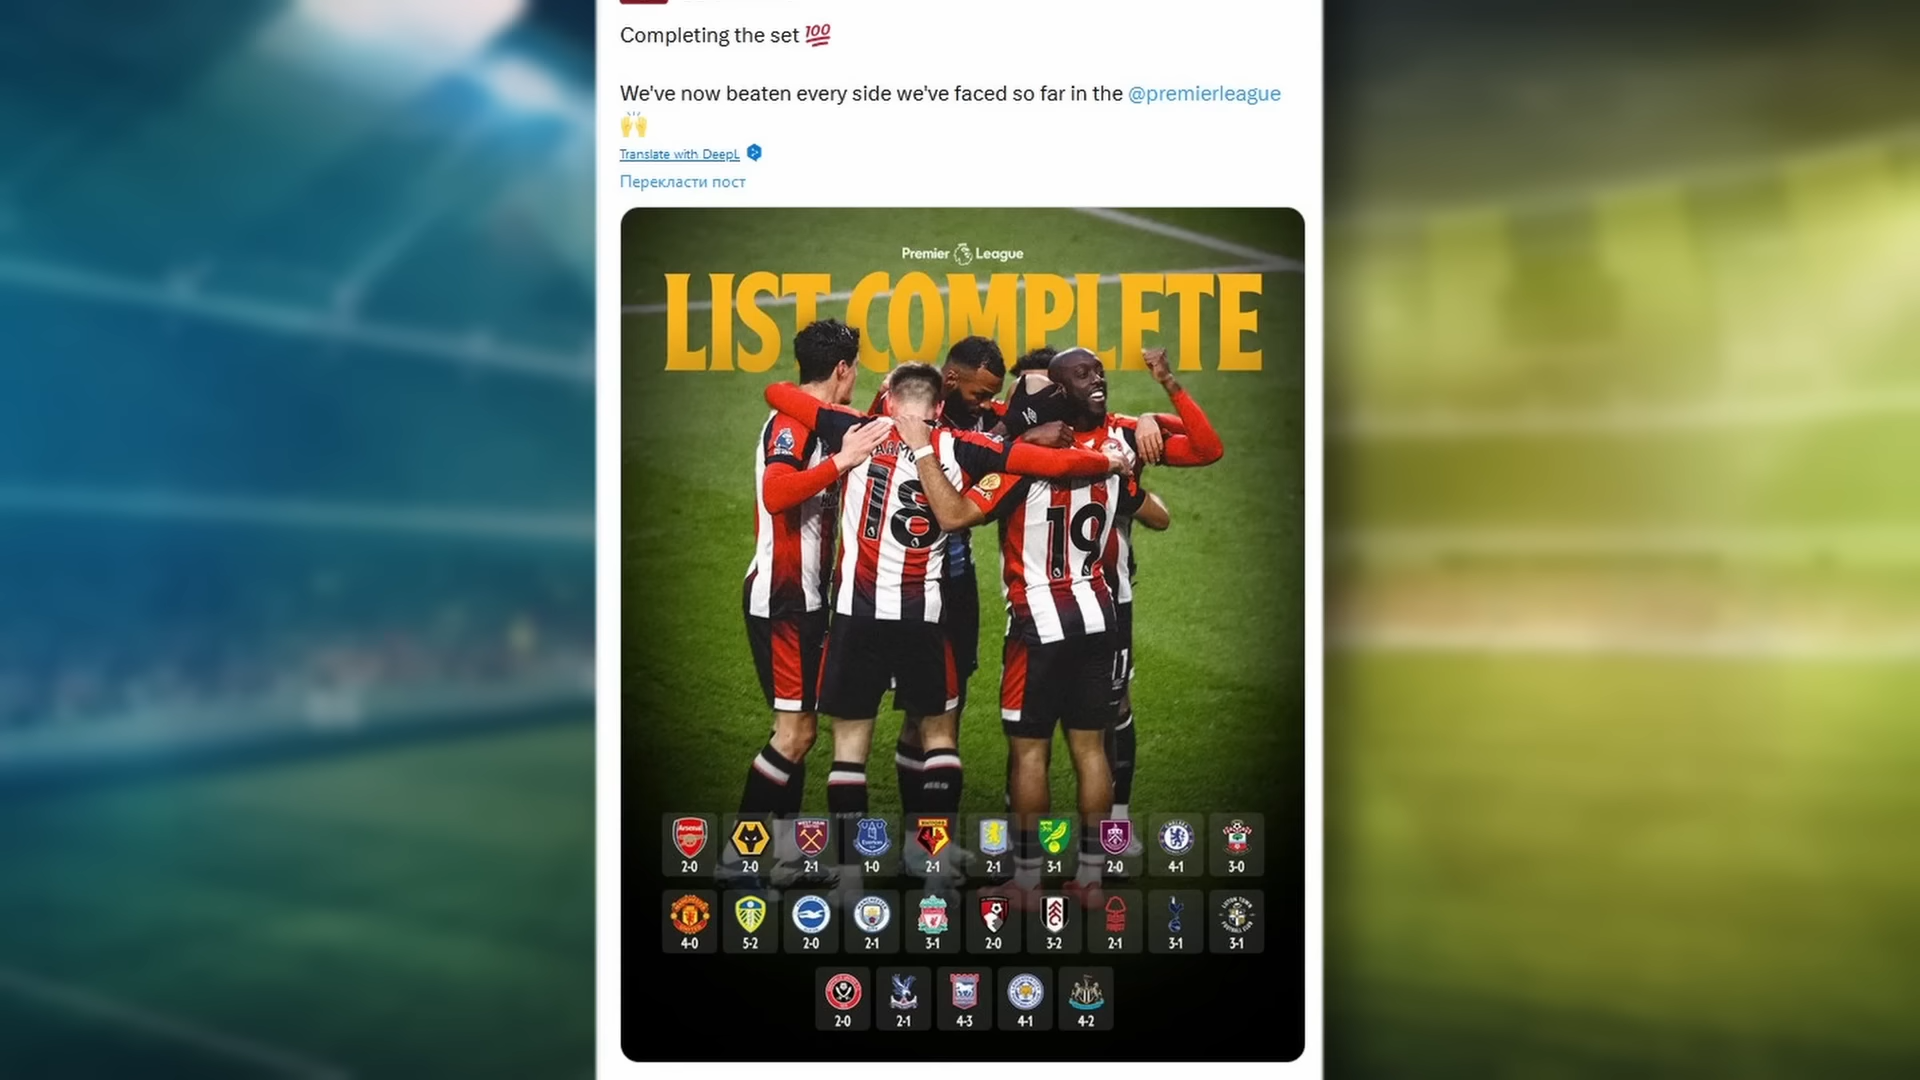 Completing the set 💯
We've now beaten every side we've faced so far in the @premierleague
🙌
Translate with DeepL
Перекласти пост
Premier League
LIST COMPLETE
18
19
11
Arsenal
2-0 2-0 2-1 1-0 2-1 2-1 3-1 2-0 4-1 3-0
4-0 5-2 2-0 2-1 3-1 2-0 3-2 2-1 3-1 3-1
2-0 2-1 4-3 4-1 4-2